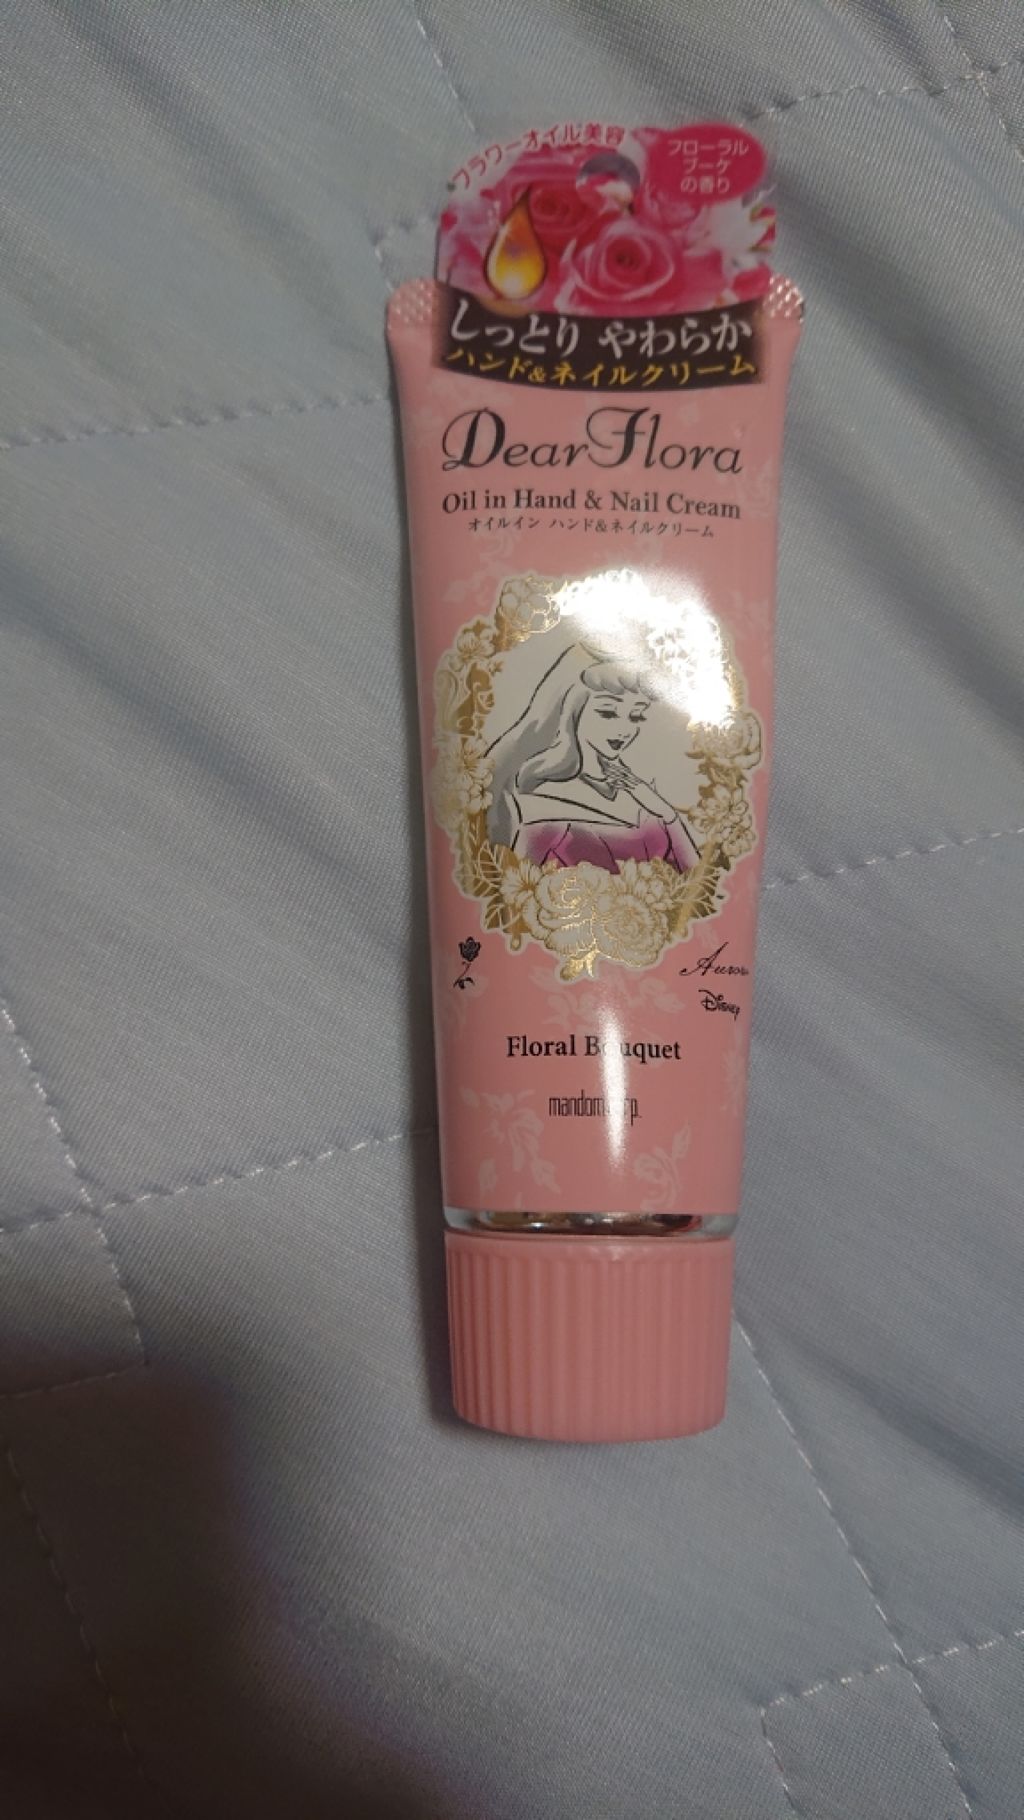 フラワーオイル美容
フローラル
ブーケ
の香り
しっとり やわらか
ハンド&ネイルクリーム
Dear Flora
Oil in Hand & Nail Cream
オイルイン ハンド&ネイルクリーム
Aurora
Disney
Floral Bouquet
mandom corp.